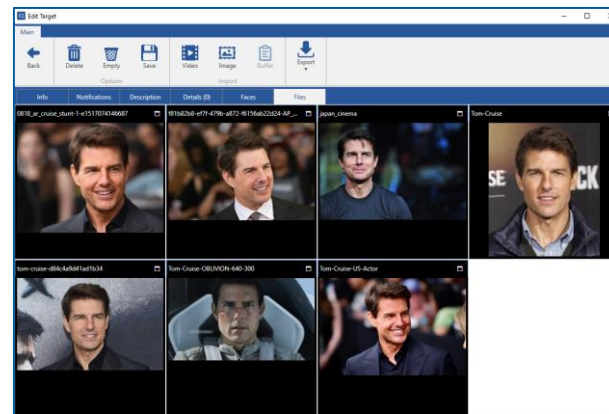 Edit Target
Main
Back
Delete
Empty
Save
Video
Image
Buffer
Export
Options
Import
Info
Notifications
Description
Details (0)
Faces
Files
0818_ar_cruise_stunt-1-e1517074146687
f81b82b8-ef7f-479b-a872-f6156ab22d24-AP_...
japan_cinema
Tom-Cruise
SE
CK
tom-cruise-d84c4a9d41ad1b34
Tom-Cruise-OBLIVION-640-300
Tom-Cruise-US-Actor